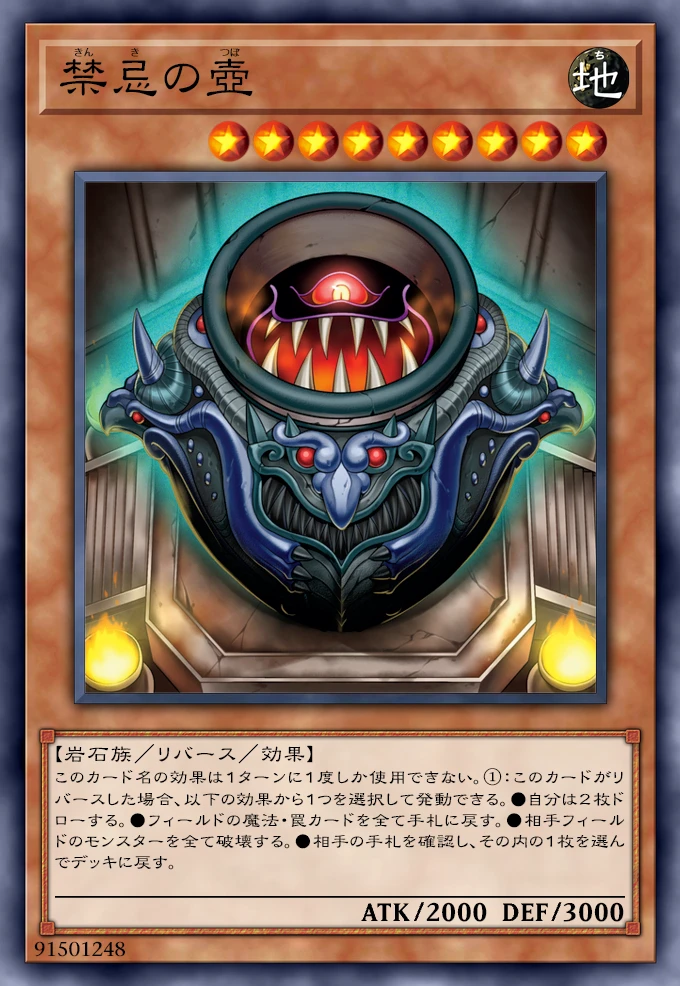 きん き つぼ
禁忌の壺
ち
地
【岩石族／リバース／効果】
このカード名の効果は１ターンに１度しか使用できない。①：このカードがリ
バースした場合、以下の効果から１つを選択して発動できる。●自分は２枚ド
ローする。●フィールドの魔法・罠カードを全て手札に戻す。●相手フィール
ドのモンスターを全て破壊する。●相手の手札を確認し、その内の１枚を選ん
でデッキに戻す。
ATK/2000 DEF/3000
91501248